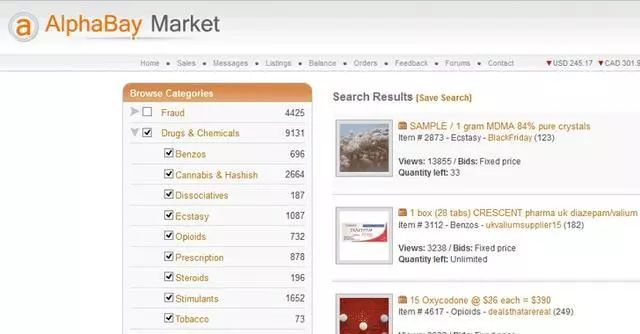 a AlphaBay Market
Home Sales Messages Listings Balance Orders Feedback Forums Contact USD 245.17 CAD 301.9
Browse Categories
Fraud 4425
Drugs & Chemicals 9131
Benzos 696
Cannabis & Hashish 2664
Dissociatives 187
Ecstasy 1087
Opioids 732
Prescription 878
Steroids 196
Stimulants 1652
Tobacco 73
Search Results [Save Search]
SAMPLE / 1 gram MDMA 84% pure crystals
Item # 2873 - Ecstasy - BlackFriday (123)
Views: 13855 / Bids: Fixed price
Quantity left: 33
1 box (28 tabs) CRESCENT pharma uk diazepam/valium
Item # 3112 - Benzos - ukvaliumsupplier15 (182)
Views: 3238 / Bids: Fixed price
Quantity left: Unlimited
15 Oxycodone @ $26 each = $390
Item # 4617 - Opioids - dealsthatarereal (249)